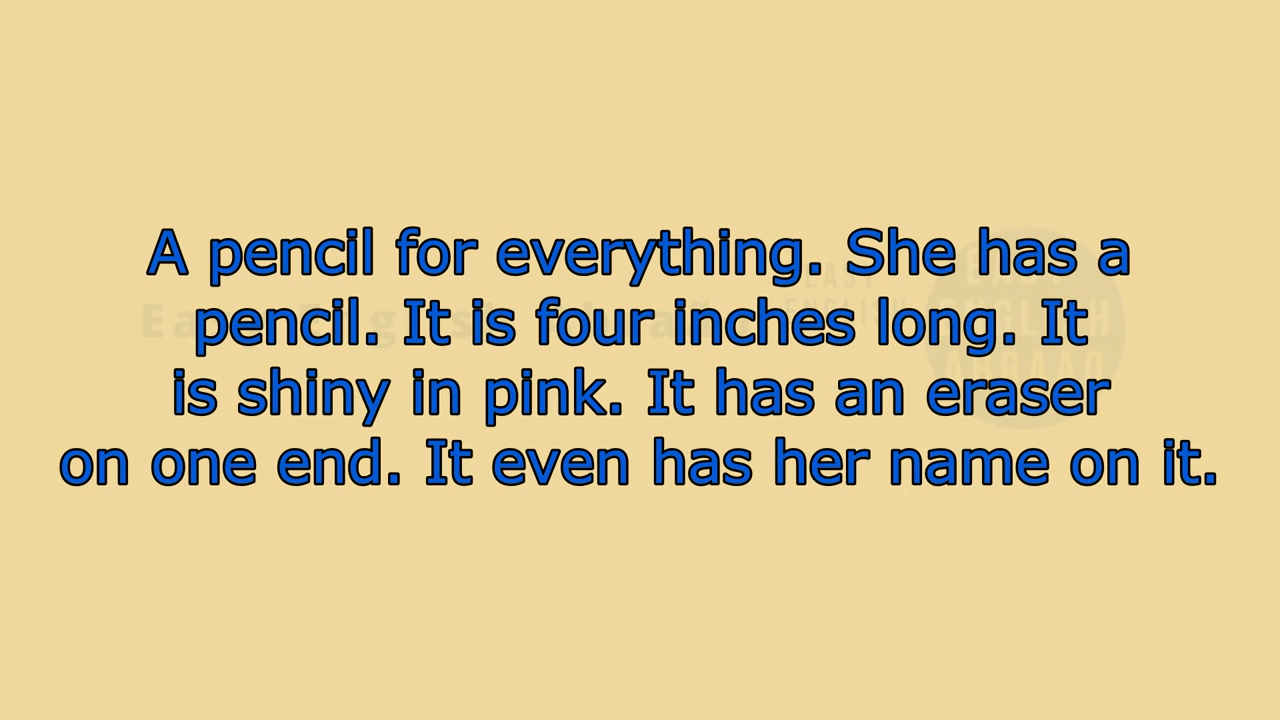 A pencil for everything. She has a
pencil. It is four inches long. It
is shiny in pink. It has an eraser
on one end. It even has her name on it.